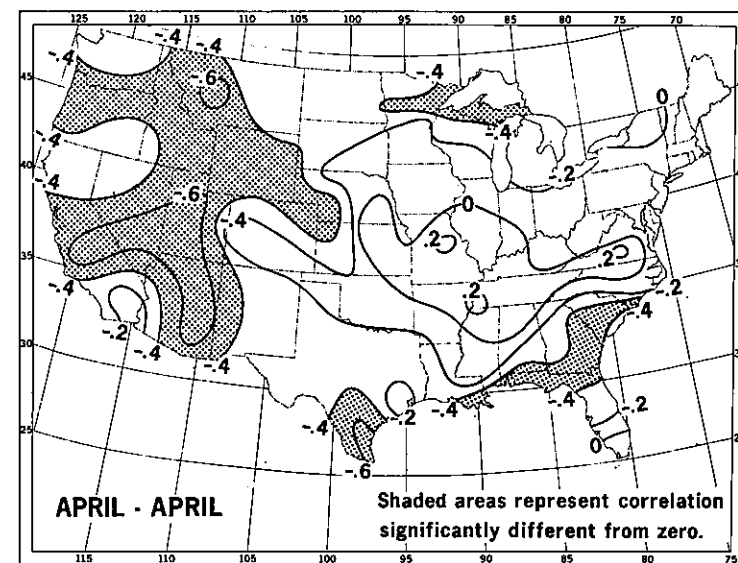 125 120 115 110 105 100 95 90 85 80 75 70
-.4 -.4 -.4
-.4 -.6 -.4
45
0
-.4 -.4 -.2
40
-.4 -.6 0
-.4 .2 .2
35
-.4 .2 -.2
-.4
-.2 -.4
30
-.4
-.4 -.2 -.4 -.4 -.2
25
0
-.6
APRIL - APRIL
Shaded areas represent correlation
significantly different from zero.
115 110 105 100 95 90 85 80 75